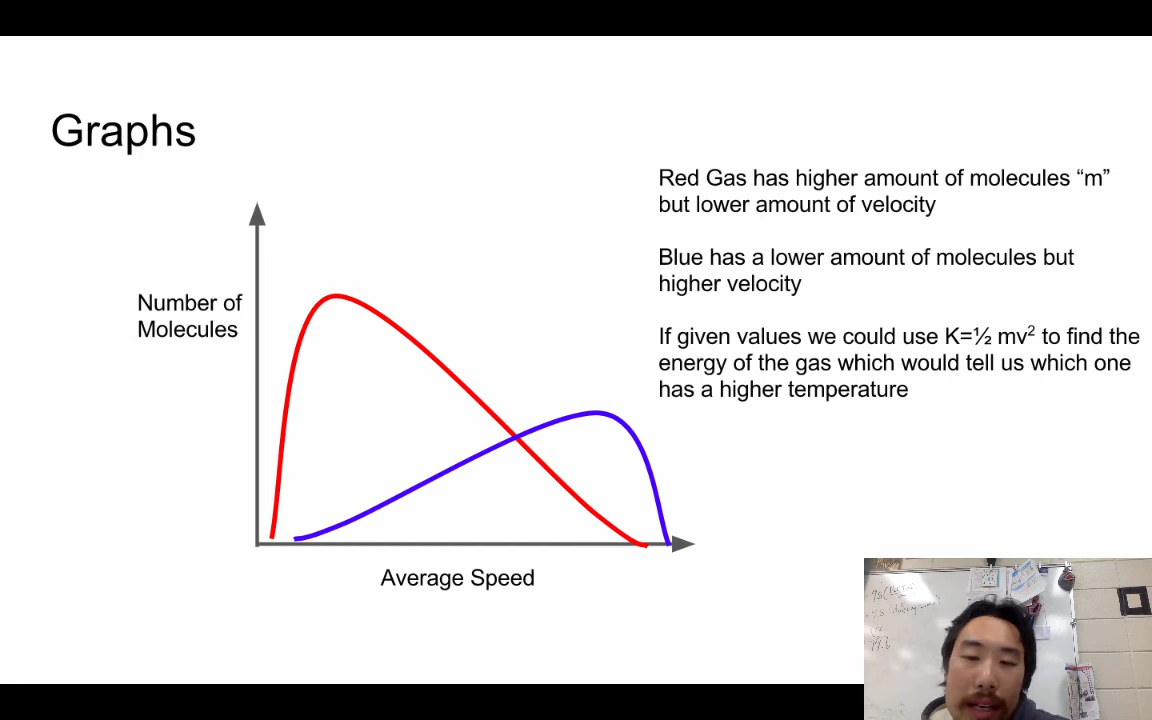 Graphs
Red Gas has higher amount of molecules “m”
but lower amount of velocity
Blue has a lower amount of molecules but
higher velocity
If given values we could use K=½ mv² to find the
energy of the gas which would tell us which one
has a higher temperature
Number of
Molecules
Average Speed